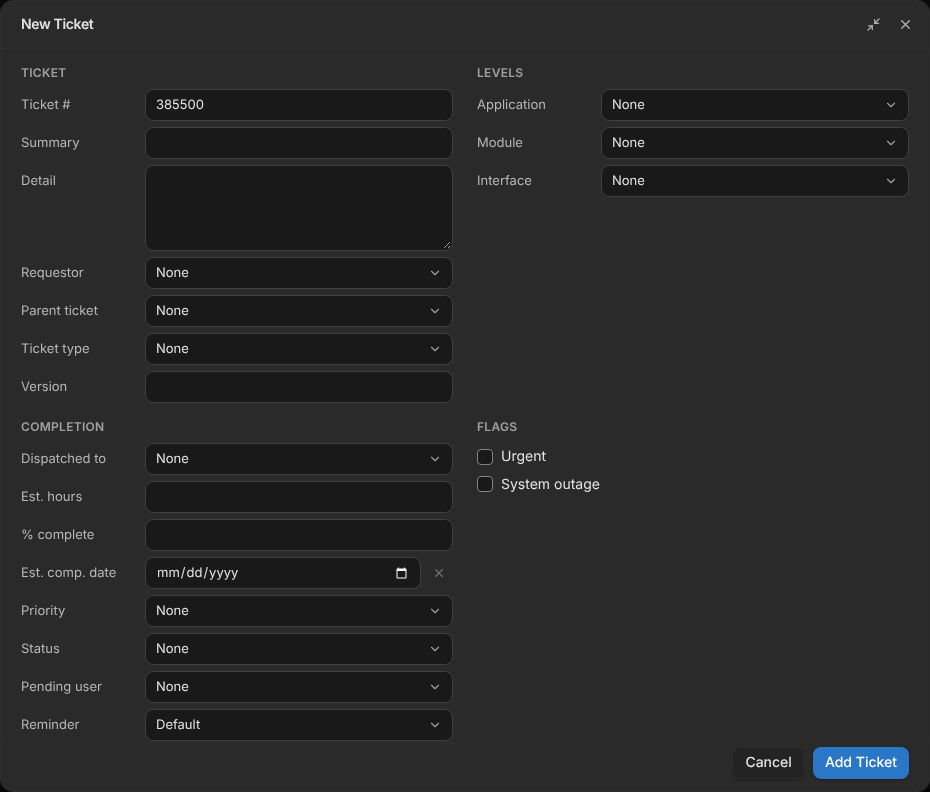 New Ticket
TICKET
Ticket #
385500
Summary
Detail
Requestor
None
Parent ticket
None
Ticket type
None
Version
LEVELS
Application
None
Module
None
Interface
None
COMPLETION
Dispatched to
None
Est. hours
% complete
Est. comp. date
mm/dd/yyyy
Priority
None
Status
None
Pending user
None
Reminder
Default
FLAGS
Urgent
System outage
Cancel
Add Ticket